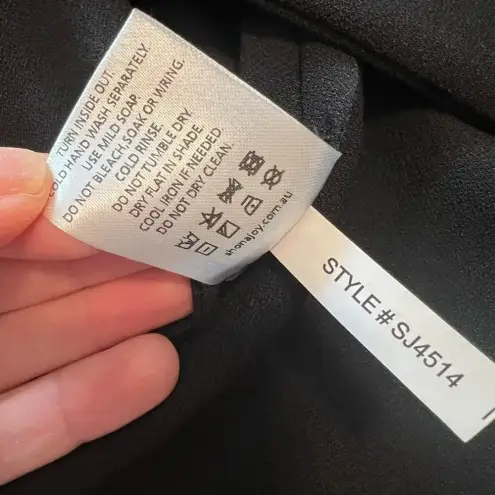 TURN INSIDE OUT.
COLD HAND WASH SEPARATELY.
USE MILD SOAP.
DO NOT BLEACH, SOAK OR WRING.
COLD RINSE.
DO NOT TUMBLE DRY.
DRY FLAT IN SHADE.
COOL IRON IF NEEDED.
DO NOT DRY CLEAN.
shonajoy.com.au
STYLE#SJ4514